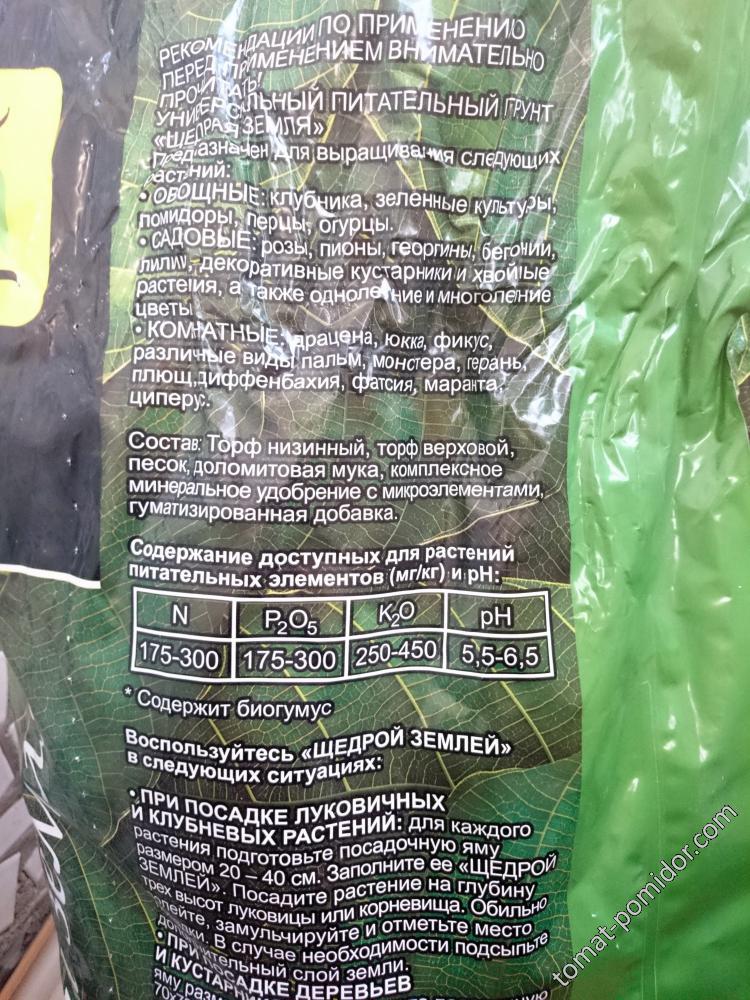 РЕКОМЕНДАЦИИ ПО ПРИМЕНЕНИЮ
ПЕРЕД ПРИМЕНЕНИЕМ ВНИМАТЕЛЬНО
ПРОЧИТАТЬ!
УНИВЕРСАЛЬНЫЙ ПИТАТЕЛЬНЫЙ ГРУНТ
«ЩЕДРАЯ ЗЕМЛЯ»
Предназначен для выращивания следующих
растений:
• ОВОЩНЫЕ: клубника, зеленные культуры,
помидоры, перцы, огурцы.
• САДОВЫЕ: розы, пионы, георгины, бегонии,
лилии, декоративные кустарники и хвойные
растения, а также однолетние и многолетние
цветы
• КОМНАТНЫЕ: драцена, юкка, фикус,
различные виды пальм, монстера, герань,
плющ, диффенбахия, фатсия, маранта,
циперус.
Состав: Торф низинный, торф верховой,
песок, доломитовая мука, комплексное
минеральное удобрение с микроэлементами,
гуматизированная добавка.
Содержание доступных для растений
питательных элементов (мг/кг) и pH:
N P₂O₅ K₂O pH
175-300 175-300 250-450 5,5-6,5
* Содержит биогумус
Воспользуйтесь «ЩЕДРОЙ ЗЕМЛЕЙ»
в следующих ситуациях:
• ПРИ ПОСАДКЕ ЛУКОВИЧНЫХ
И КЛУБНЕВЫХ РАСТЕНИЙ: для каждого
растения подготовьте посадочную яму
размером 20 – 40 см. Заполните ее «ЩЕДРОЙ
ЗЕМЛЕЙ». Посадите растение на глубину
трех высот луковицы или корневища. Обильно
полейте, замульчируйте и отметьте место
посадки. В случае необходимости подсыпьте
слой земли.
• ПРИ ПОСАДКЕ ДЕРЕВЬЕВ
И КУСТАРНИКОВ
яму
tomat-pomidor.com